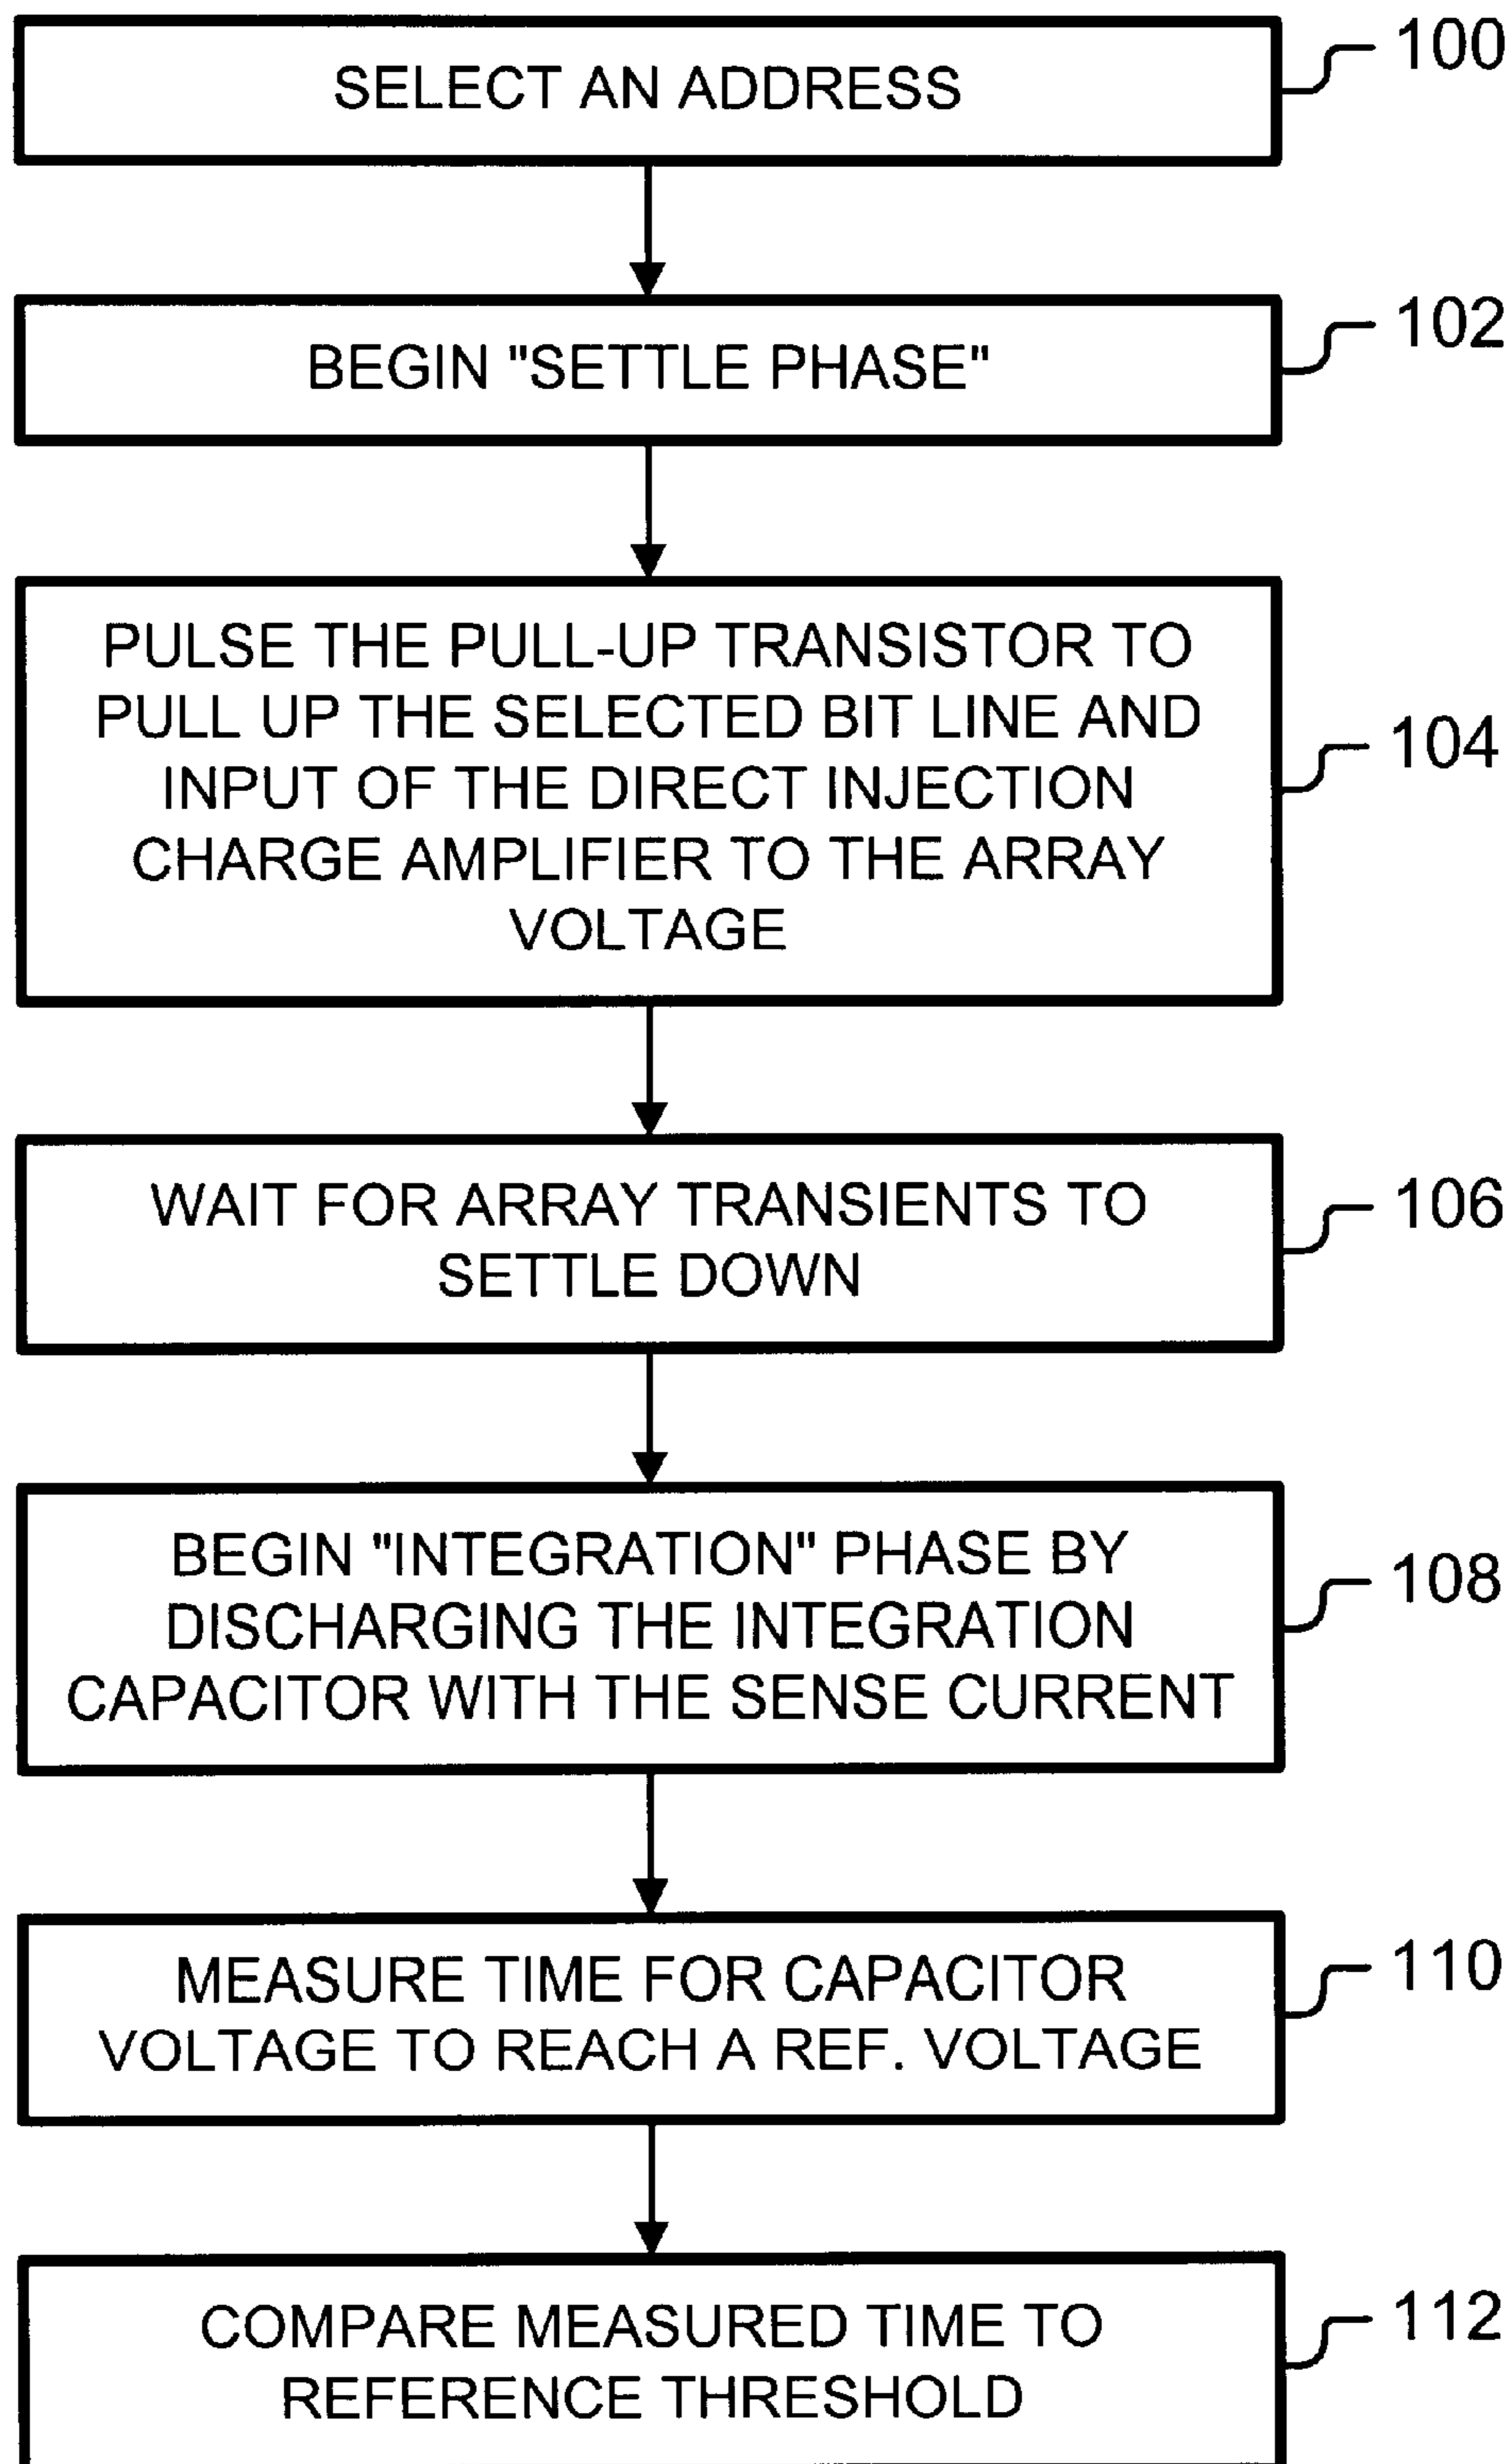 SELECT AN ADDRESS
100
BEGIN "SETTLE PHASE"
102
PULSE THE PULL-UP TRANSISTOR TO
PULL UP THE SELECTED BIT LINE AND
INPUT OF THE DIRECT INJECTION
CHARGE AMPLIFIER TO THE ARRAY
VOLTAGE
104
WAIT FOR ARRAY TRANSIENTS TO
SETTLE DOWN
106
BEGIN "INTEGRATION" PHASE BY
DISCHARGING THE INTEGRATION
CAPACITOR WITH THE SENSE CURRENT
108
MEASURE TIME FOR CAPACITOR
VOLTAGE TO REACH A REF. VOLTAGE
110
COMPARE MEASURED TIME TO
REFERENCE THRESHOLD
112